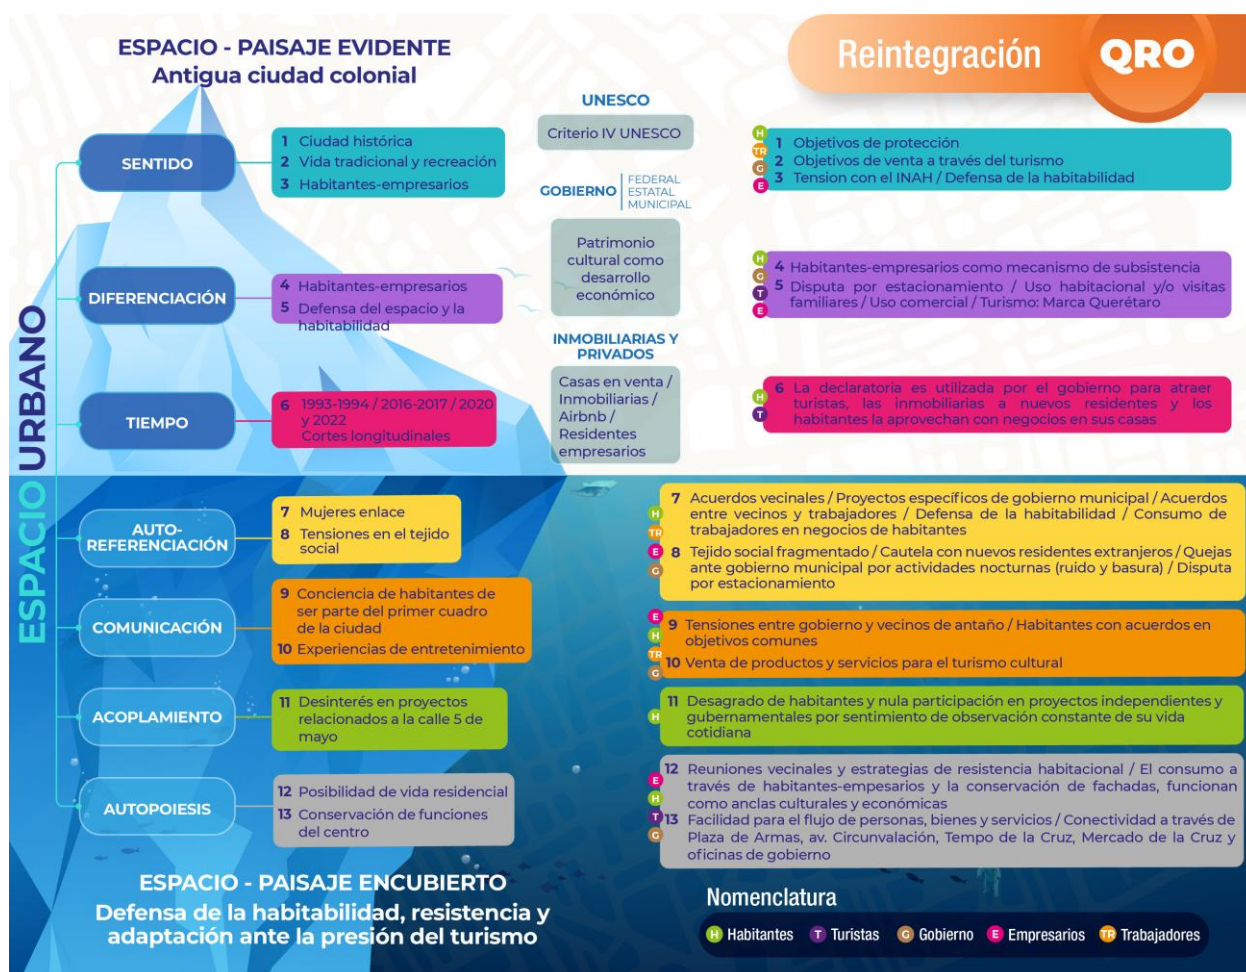 ESPACIO - PAISAJE EVIDENTE
Antigua ciudad colonial
Reintegración
QRO
ESPACIO URBANO
SENTIDO
1 Ciudad histórica
2 Vida tradicional y recreación
3 Habitantes-empresarios
UNESCO
Criterio IV UNESCO
H
TR
G
E
1 Objetivos de protección
2 Objetivos de venta a través del turismo
3 Tension con el INAH / Defensa de la habitabilidad
GOBIERNO
FEDERAL
ESTATAL
MUNICIPAL
Patrimonio
cultural como
desarrollo
económico
DIFERENCIACIÓN
4 Habitantes-empresarios
5 Defensa del espacio y la
habitabilidad
H
G
T
E
4 Habitantes-empresarios como mecanismo de subsistencia
5 Disputa por estacionamiento / Uso habitacional y/o visitas
familiares / Uso comercial / Turismo: Marca Querétaro
INMOBILIARIAS Y
PRIVADOS
Casas en venta /
Inmobiliarias /
Airbnb /
Residentes
empresarios
TIEMPO
6 1993-1994 / 2016-2017 / 2020
y 2022
Cortes longitudinales
H
T
6 La declaratoria es utilizada por el gobierno para atraer
turistas, las inmobiliarias a nuevos residentes y los
habitantes la aprovechan con negocios en sus casas
AUTO-
REFERENCIACIÓN
7 Mujeres enlace
8 Tensiones en el tejido
social
H
TR
E
G
7 Acuerdos vecinales / Proyectos específicos de gobierno municipal / Acuerdos
entre vecinos y trabajadores / Defensa de la habitabilidad / Consumo de
trabajadores en negocios de habitantes
8 Tejido social fragmentado / Cautela con nuevos residentes extranjeros / Quejas
ante gobierno municipal por actividades nocturnas (ruido y basura) / Disputa
por estacionamiento
COMUNICACIÓN
9 Conciencia de habitantes de
ser parte del primer cuadro
de la ciudad
10 Experiencias de entretenimiento
E
H
TR
G
9 Tensiones entre gobierno y vecinos de antaño / Habitantes con acuerdos en
objetivos comunes
10 Venta de productos y servicios para el turismo cultural
ACOPLAMIENTO
11 Desinterés en proyectos
relacionados a la calle 5 de
mayo
H
11 Desagrado de habitantes y nula participación en proyectos independientes y
gubernamentales por sentimiento de observación constante de su vida
cotidiana
AUTOPOIESIS
12 Posibilidad de vida residencial
13 Conservación de funciones
del centro
E
H
T
G
12 Reuniones vecinales y estrategias de resistencia habitacional / El consumo a
través de habitantes-empesarios y la conservación de fachadas, funcionan
como anclas culturales y económicas
13 Facilidad para el flujo de personas, bienes y servicios / Conectividad a través de
Plaza de Armas, av. Circunvalación, Tempo de la Cruz, Mercado de la Cruz y
oficinas de gobierno
ESPACIO - PAISAJE ENCUBIERTO
Defensa de la habitabilidad, resistencia y
adaptación ante la presión del turismo
Nomenclatura
H Habitantes T Turistas G Gobierno E Empresarios TR Trabajadores